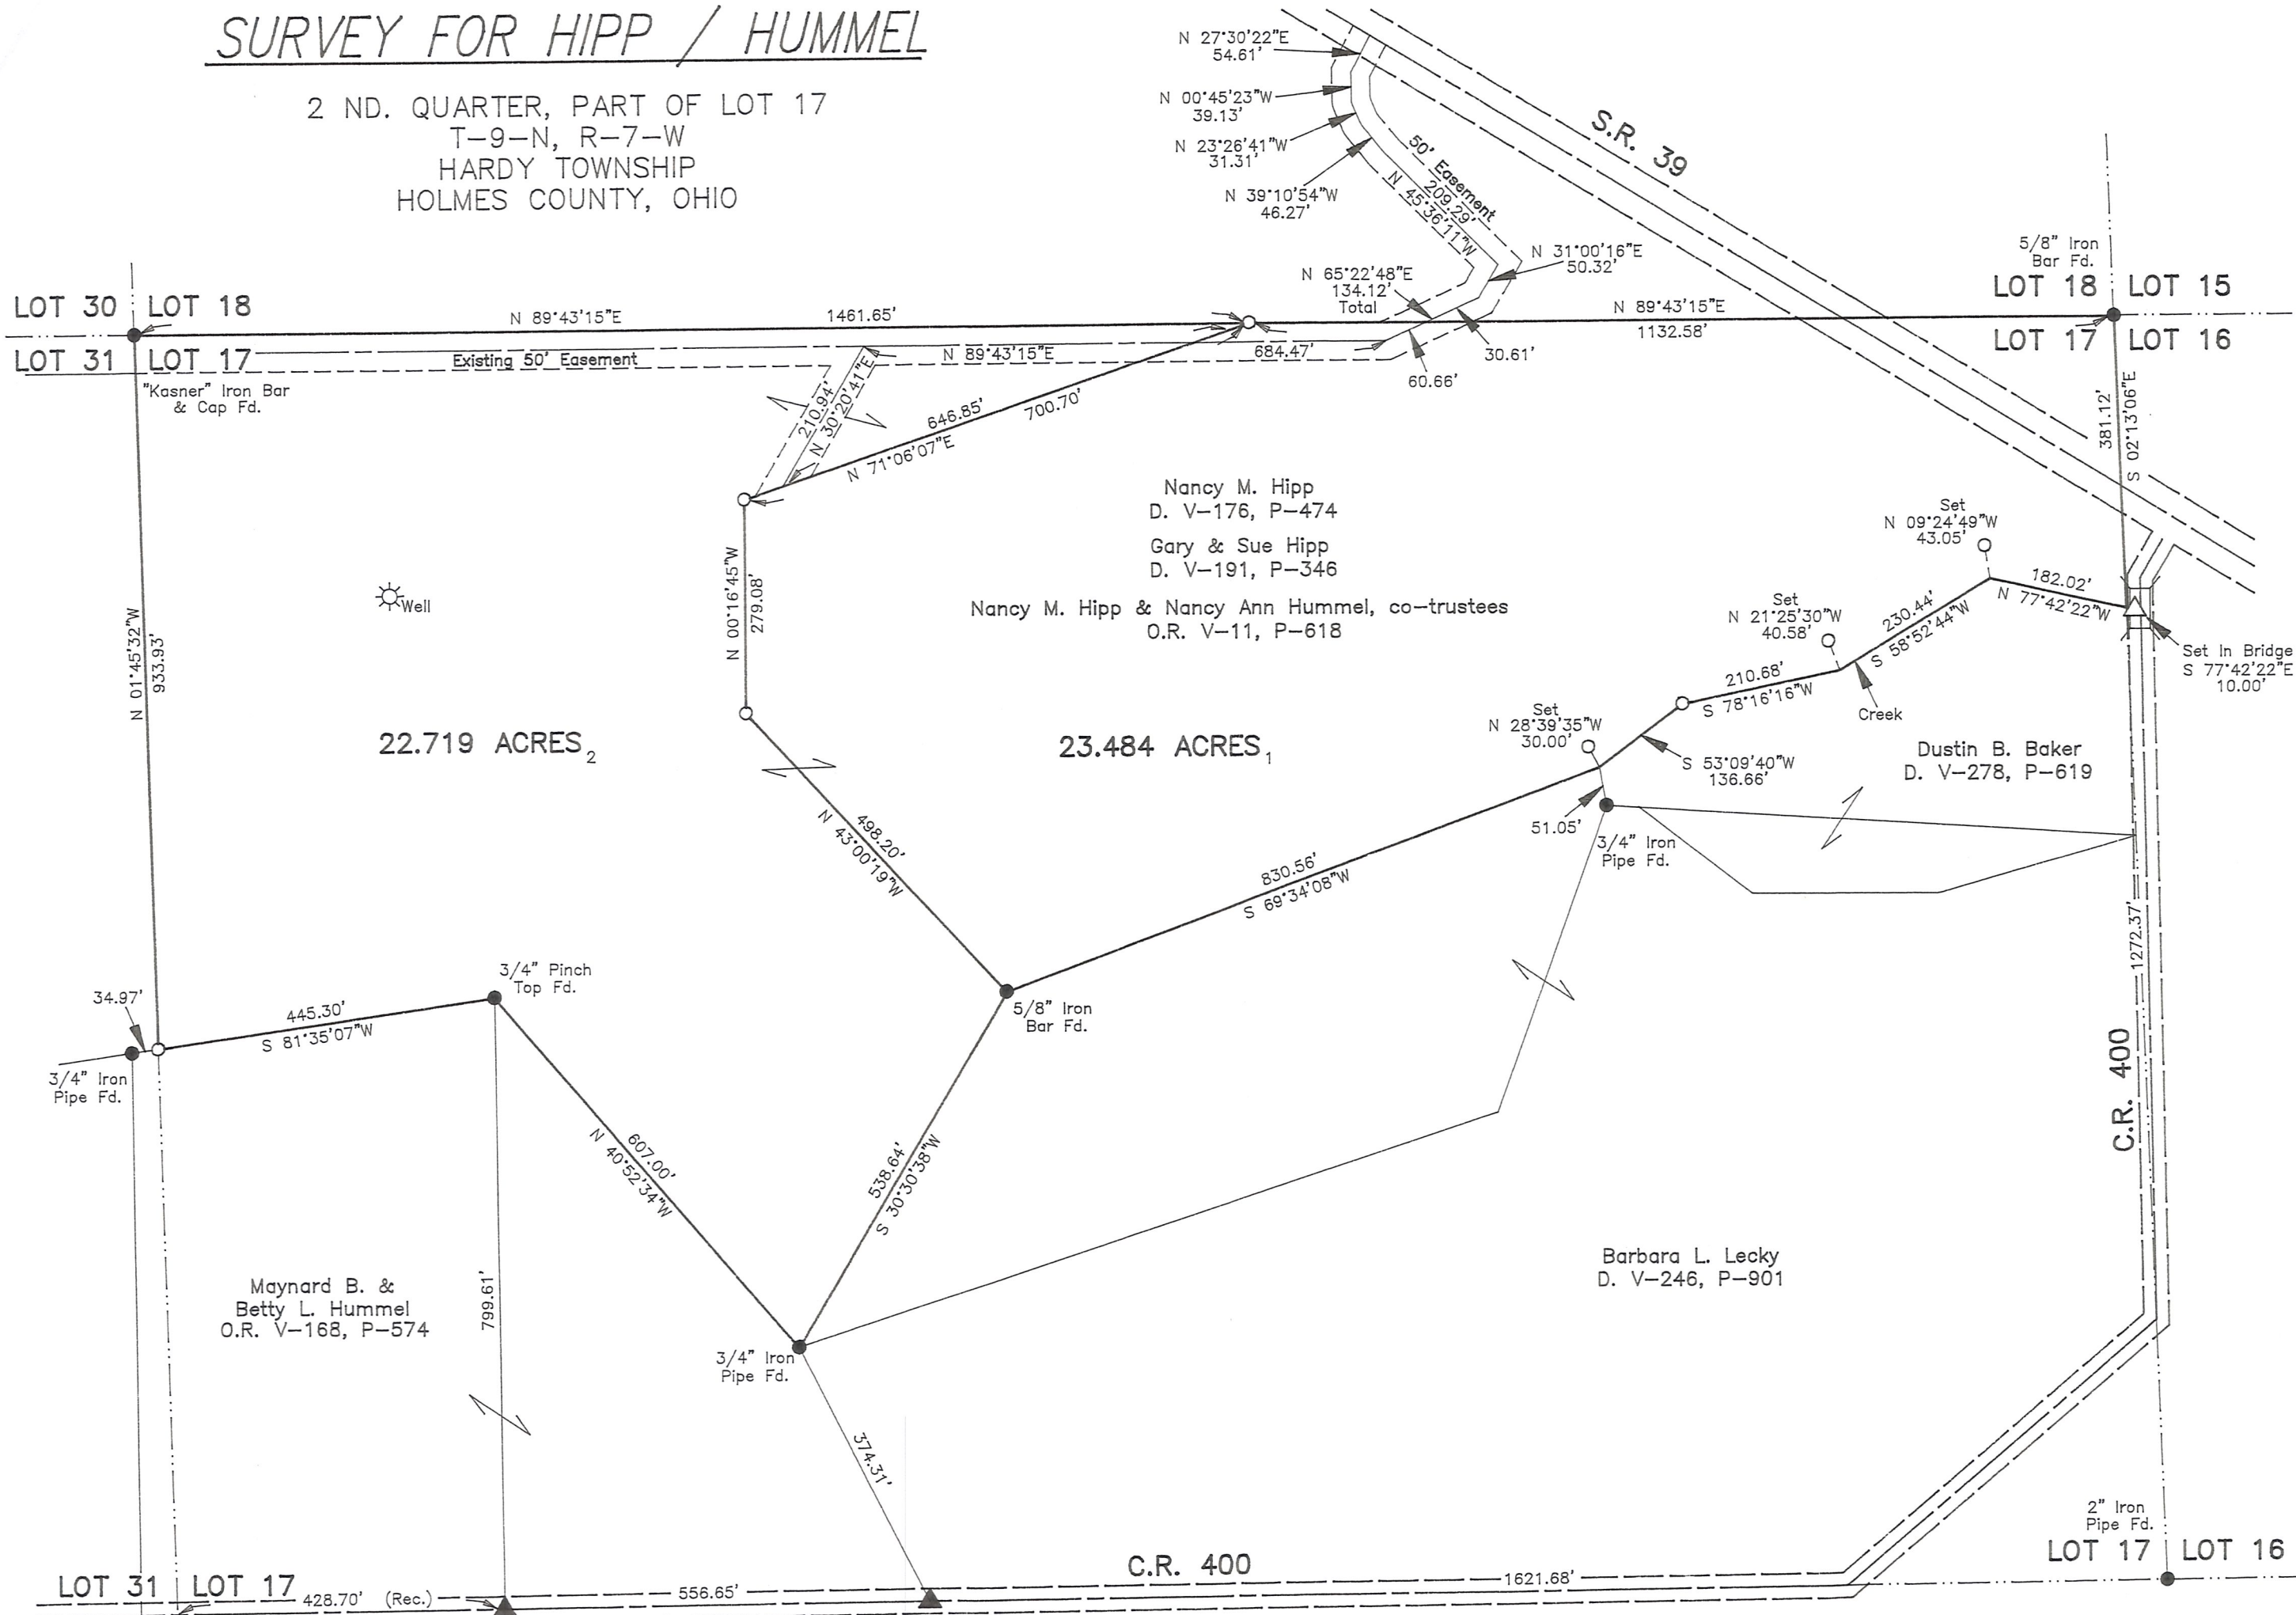 SURVEY FOR HIPP / HUMMEL
2 ND. QUARTER, PART OF LOT 17
T-9-N, R-7-W
HARDY TOWNSHIP
HOLMES COUNTY, OHIO
N 27°30'22"E
54.61'
N 00°45'23"W
39.13'
N 23°26'41"W
31.31'
N 39°10'54"W
46.27'
50' Easement
209.29'
N 45°36'11"W
S.R. 39
N 31°00'16"E
50.32'
N 65°22'48"E
134.12'
Total
5/8" Iron
Bar Fd.
LOT 30 LOT 18
N 89°43'15"E 1461.65'
N 89°43'15"E
1132.58'
LOT 18 LOT 15
LOT 31 LOT 17
Existing 50' Easement
N 89°43'15"E 684.47'
30.61'
60.66'
LOT 17 LOT 16
"Kasner" Iron Bar
& Cap Fd.
210.94'
N 30°20'41"E
646.85' 700.70'
N 71°06'07"E
381.12'
S 02°13'06"E
Nancy M. Hipp
D. V-176, P-474
Gary & Sue Hipp
D. V-191, P-346
Nancy M. Hipp & Nancy Ann Hummel, co-trustees
O.R. V-11, P-618
Set
N 09°24'49"W
43.05'
182.02'
N 77°42'22"W
Set
N 21°25'30"W
40.58'
230.44'
S 58°52'44"W
Set In Bridge
S 77°42'22"E
10.00'
Well
N 01°45'32"W
933.93'
N 00°16'45"W
279.08'
210.68'
S 78°16'16"W
Creek
Set
N 28°39'35"W
30.00'
S 53°09'40"W
136.66'
22.719 ACRES2
23.484 ACRES1
Dustin B. Baker
D. V-278, P-619
51.05'
3/4" Iron
Pipe Fd.
498.20'
N 43°00'19"W
830.56'
S 69°34'08"W
1272.37'
C.R. 400
34.97'
445.30'
S 81°35'07"W
3/4" Pinch
Top Fd.
5/8" Iron
Bar Fd.
3/4" Iron
Pipe Fd.
607.00'
N 40°52'34"W
538.64'
S 30°30'38"W
Barbara L. Lecky
D. V-246, P-901
Maynard B. &
Betty L. Hummel
O.R. V-168, P-574
799.61'
3/4" Iron
Pipe Fd.
374.31'
2" Iron
Pipe Fd.
LOT 17 LOT 16
C.R. 400
LOT 31 LOT 17
428.70' (Rec.)
556.65'
1621.68'